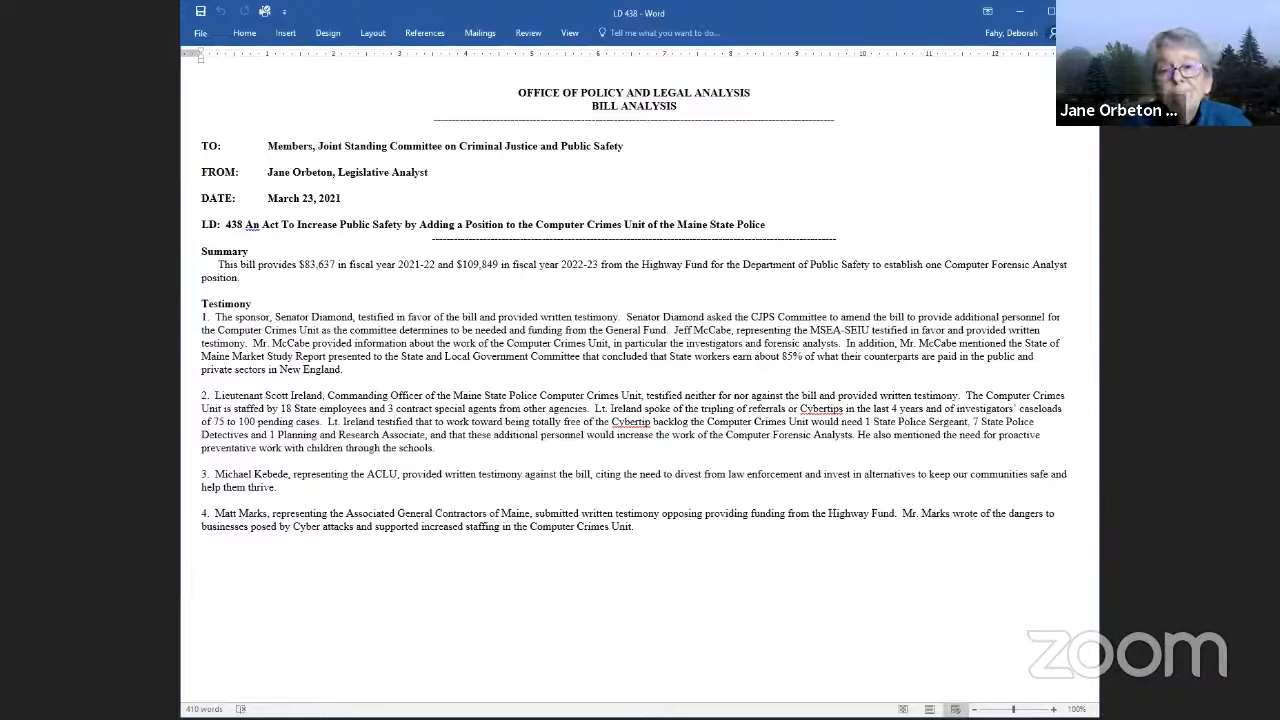 LD 438 - Word
File Home Insert Design Layout References Mailings Review View Tell me what you want to do... Fahy, Deborah
1 2 3 4 5 6 7 8 9 10 11 12
OFFICE OF POLICY AND LEGAL ANALYSIS
BILL ANALYSIS
TO: Members, Joint Standing Committee on Criminal Justice and Public Safety
FROM: Jane Orbeton, Legislative Analyst
DATE: March 23, 2021
LD: 438 An Act To Increase Public Safety by Adding a Position to the Computer Crimes Unit of the Maine State Police
Summary
This bill provides $83,637 in fiscal year 2021-22 and $109,849 in fiscal year 2022-23 from the Highway Fund for the Department of Public Safety to establish one Computer Forensic Analyst
position.
Testimony
1. The sponsor, Senator Diamond, testified in favor of the bill and provided written testimony. Senator Diamond asked the CJPS Committee to amend the bill to provide additional personnel for
the Computer Crimes Unit as the committee determines to be needed and funding from the General Fund. Jeff McCabe, representing the MSEA-SEIU testified in favor and provided written
testimony. Mr. McCabe provided information about the work of the Computer Crimes Unit, in particular the investigators and forensic analysts. In addition, Mr. McCabe mentioned the State of
Maine Market Study Report presented to the State and Local Government Committee that concluded that State workers earn about 85% of what their counterparts are paid in the public and
private sectors in New England.
2. Lieutenant Scott Ireland, Commanding Officer of the Maine State Police Computer Crimes Unit, testified neither for nor against the bill and provided written testimony. The Computer Crimes
Unit is staffed by 18 State employees and 3 contract special agents from other agencies. Lt. Ireland spoke of the tripling of referrals or Cybertips in the last 4 years and of investigators' caseloads
of 75 to 100 pending cases. Lt. Ireland testified that to work toward being totally free of the Cybertip backlog the Computer Crimes Unit would need 1 State Police Sergeant, 7 State Police
Detectives and 1 Planning and Research Associate, and that these additional personnel would increase the work of the Computer Forensic Analysts. He also mentioned the need for proactive
preventative work with children through the schools.
3. Michael Kebede, representing the ACLU, provided written testimony against the bill, citing the need to divest from law enforcement and invest in alternatives to keep our communities safe and
help them thrive.
4. Matt Marks, representing the Associated General Contractors of Maine, submitted written testimony opposing providing funding from the Highway Fund. Mr. Marks wrote of the dangers to
businesses posed by Cyber attacks and supported increased staffing in the Computer Crimes Unit.
410 words
100%
Jane Orbeton ...
zoom